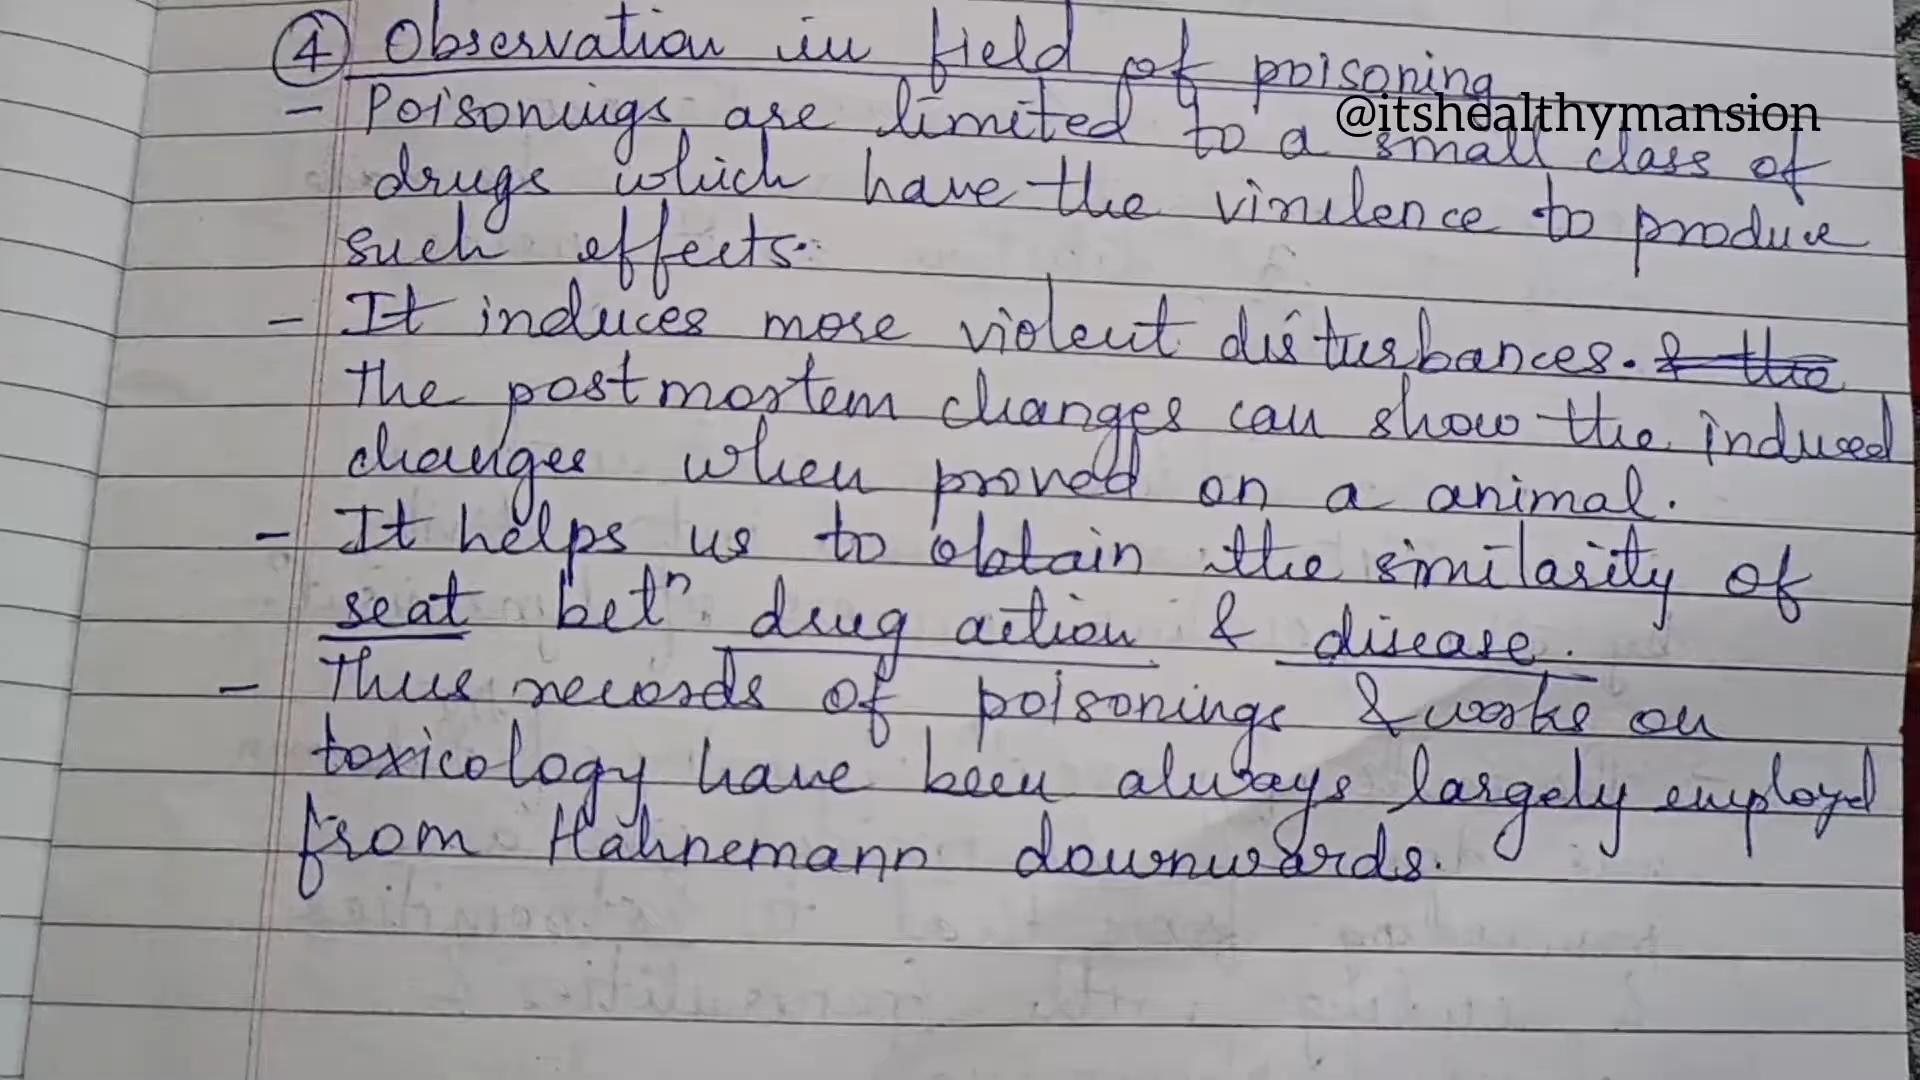 ④ Observation in field of poisoning
@itshealthymansion
- Poisonings are limited to a small class of
drugs which have the virulence to produce
such effects.
- It induces more violent disturbances. & the
the postmortem changes can show the induced
changes when proved on a animal.
- It helps us to obtain the similarity of
seat betⁿ drug action & disease.
- Thus records of poisonings & works on
toxicology have been always largely employd
from Hahnemann downwards.